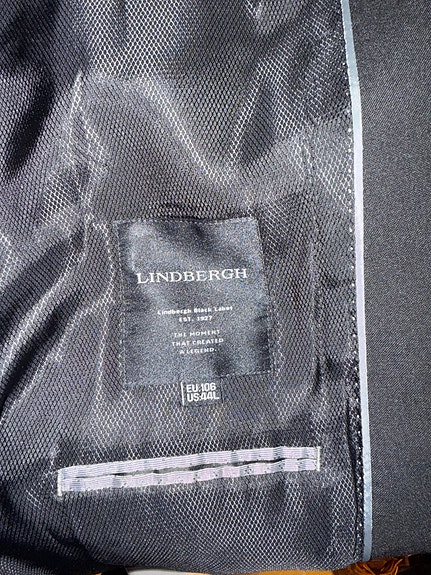 LINDBERGH
Lindbergh Black Label
EST. 1927
THE MOMENT
THAT CREATED
A LEGEND.
EU:106
US:44L